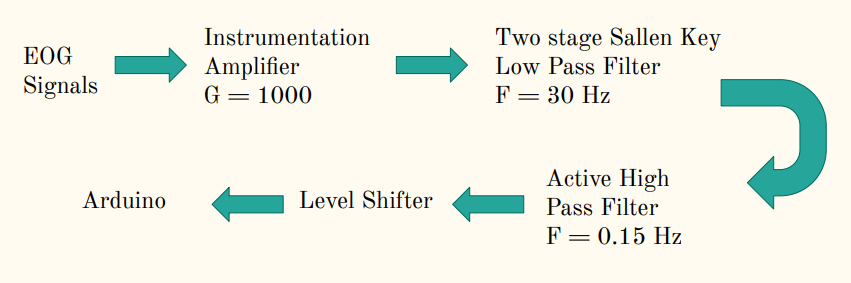 EOG
Signals
Instrumentation
Amplifier
G = 1000
Two stage Sallen Key
Low Pass Filter
F = 30 Hz
Active High
Pass Filter
F = 0.15 Hz
Level Shifter
Arduino